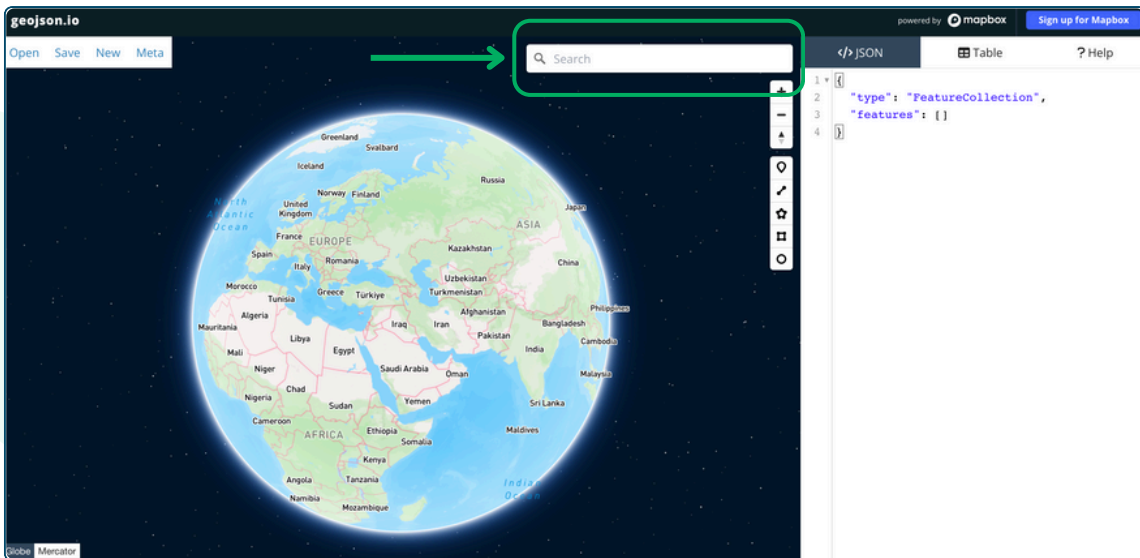 geojson.io
powered by mapbox
Sign up for Mapbox
Open Save New Meta
Search
</> JSON
Table
? Help
1 {
2 "type": "FeatureCollection",
3 "features": []
4 }
Greenland
Svalbard
Iceland
Russia
Norway Finland
North
Atlantic
Ocean
United
Kingdom
Japan
ASIA
France
EUROPE
Kazakhstan
Spain
Italy
Romania
China
Uzbekistan
Morocco
Tunisia
Greece
Türkiye
Turkmenistan
Algeria
Afghanistan
Philippines
Mauritania
Iraq
Iran
Bangladesh
Libya
Pakistan
Cambodia
Mali
Egypt
India
Niger
Saudi Arabia
Oman
Malaysia
Chad
Nigeria
Sudan
Yemen
Sri Lanka
Cameroon
AFRICA
Ethiopia
Maldives
Somalia
Kenya
Angola
Tanzania
Indian
Ocean
Namibia
Mozambique
Globe Mercator